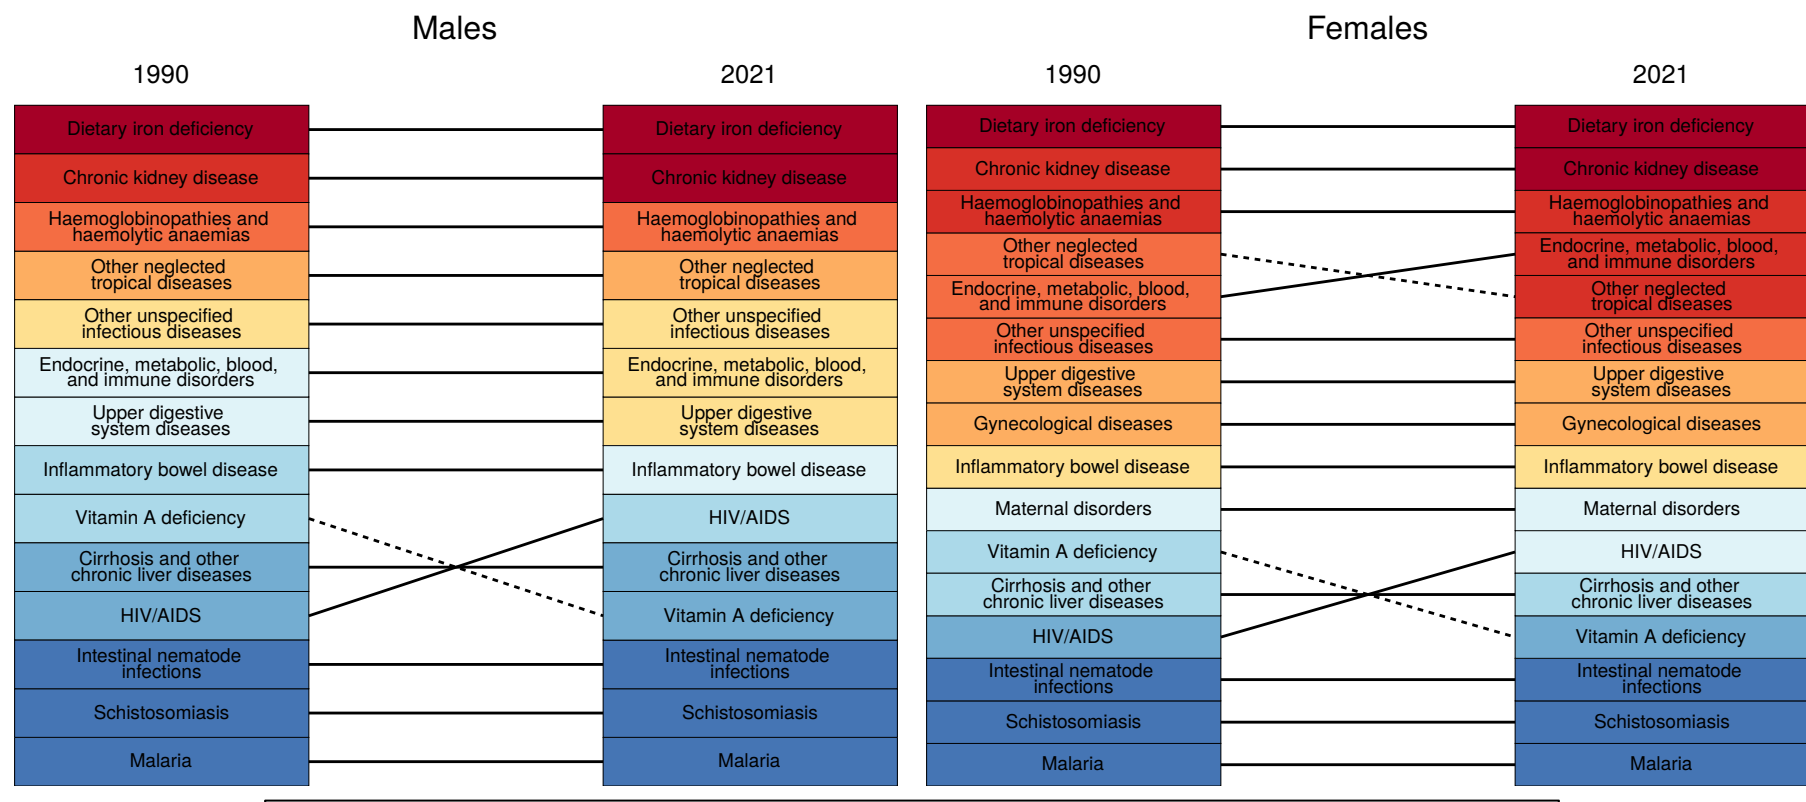 Males
1990
2021
Dietary iron deficiency
Chronic kidney disease
Haemoglobinopathies and
haemolytic anaemias
Other neglected
tropical diseases
Other unspecified
infectious diseases
Endocrine, metabolic, blood,
and immune disorders
Upper digestive
system diseases
Inflammatory bowel disease
Vitamin A deficiency
Cirrhosis and other
chronic liver diseases
HIV/AIDS
Intestinal nematode
infections
Schistosomiasis
Malaria
Dietary iron deficiency
Chronic kidney disease
Haemoglobinopathies and
haemolytic anaemias
Other neglected
tropical diseases
Other unspecified
infectious diseases
Endocrine, metabolic, blood,
and immune disorders
Upper digestive
system diseases
Inflammatory bowel disease
HIV/AIDS
Cirrhosis and other
chronic liver diseases
Vitamin A deficiency
Intestinal nematode
infections
Schistosomiasis
Malaria
Females
1990
2021
Dietary iron deficiency
Chronic kidney disease
Haemoglobinopathies and
haemolytic anaemias
Other neglected
tropical diseases
Endocrine, metabolic, blood,
and immune disorders
Other unspecified
infectious diseases
Upper digestive
system diseases
Gynecological diseases
Inflammatory bowel disease
Maternal disorders
Vitamin A deficiency
Cirrhosis and other
chronic liver diseases
HIV/AIDS
Intestinal nematode
infections
Schistosomiasis
Malaria
Dietary iron deficiency
Chronic kidney disease
Haemoglobinopathies and
haemolytic anaemias
Endocrine, metabolic, blood,
and immune disorders
Other neglected
tropical diseases
Other unspecified
infectious diseases
Upper digestive
system diseases
Gynecological diseases
Inflammatory bowel disease
Maternal disorders
HIV/AIDS
Cirrhosis and other
chronic liver diseases
Vitamin A deficiency
Intestinal nematode
infections
Schistosomiasis
Malaria